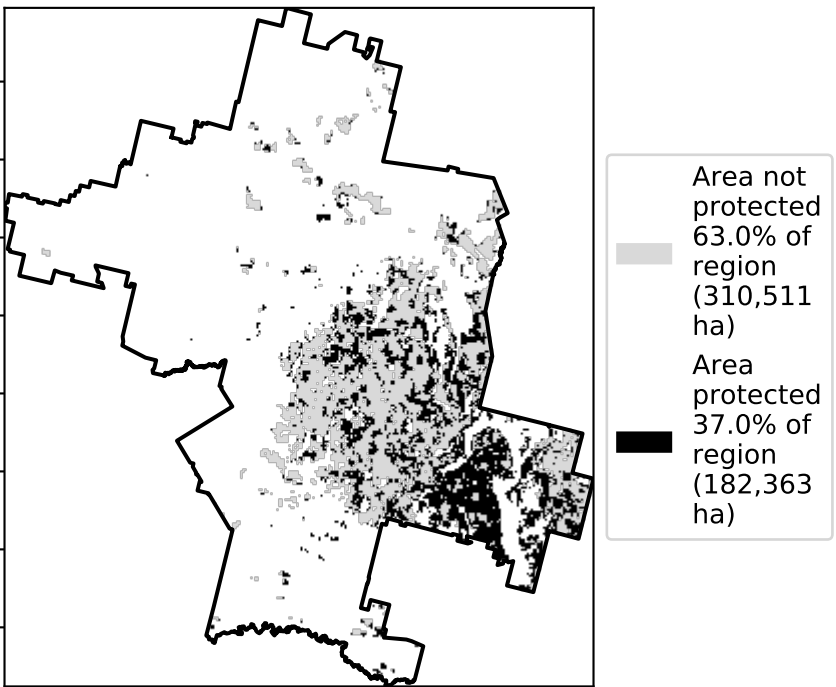 Area not
protected
63.0% of
region
(310,511
ha)
Area
protected
37.0% of
region
(182,363
ha)